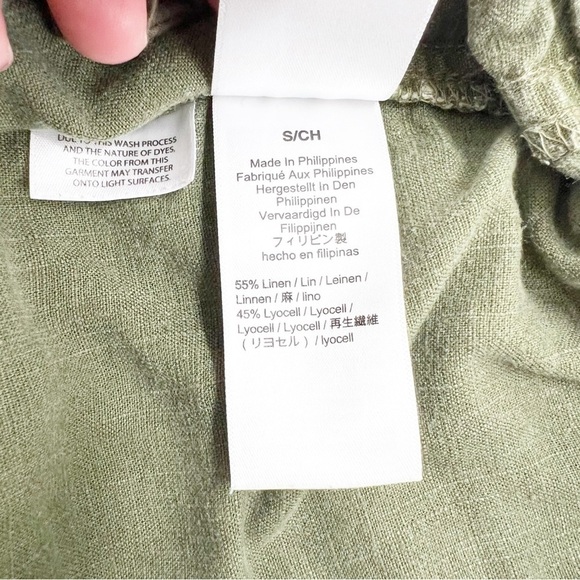 DUE TO THIS WASH PROCESS
AND THE NATURE OF DYES,
THE COLOR FROM THIS
GARMENT MAY TRANSFER
ONTO LIGHT SURFACES.
S/CH
Made In Philippines
Fabriqué Aux Philippines
Hergestellt in Den
Philippinen
Vervaardigd In De
Filippijnen
フィリピン製
hecho en filipinas
55% Linen / Lin / Leinen /
Linnen / 麻 / lino
45% Lyocell / Lyocell /
Lyocell / Lyocell / 再生繊維
（リヨセル）/ lyocell